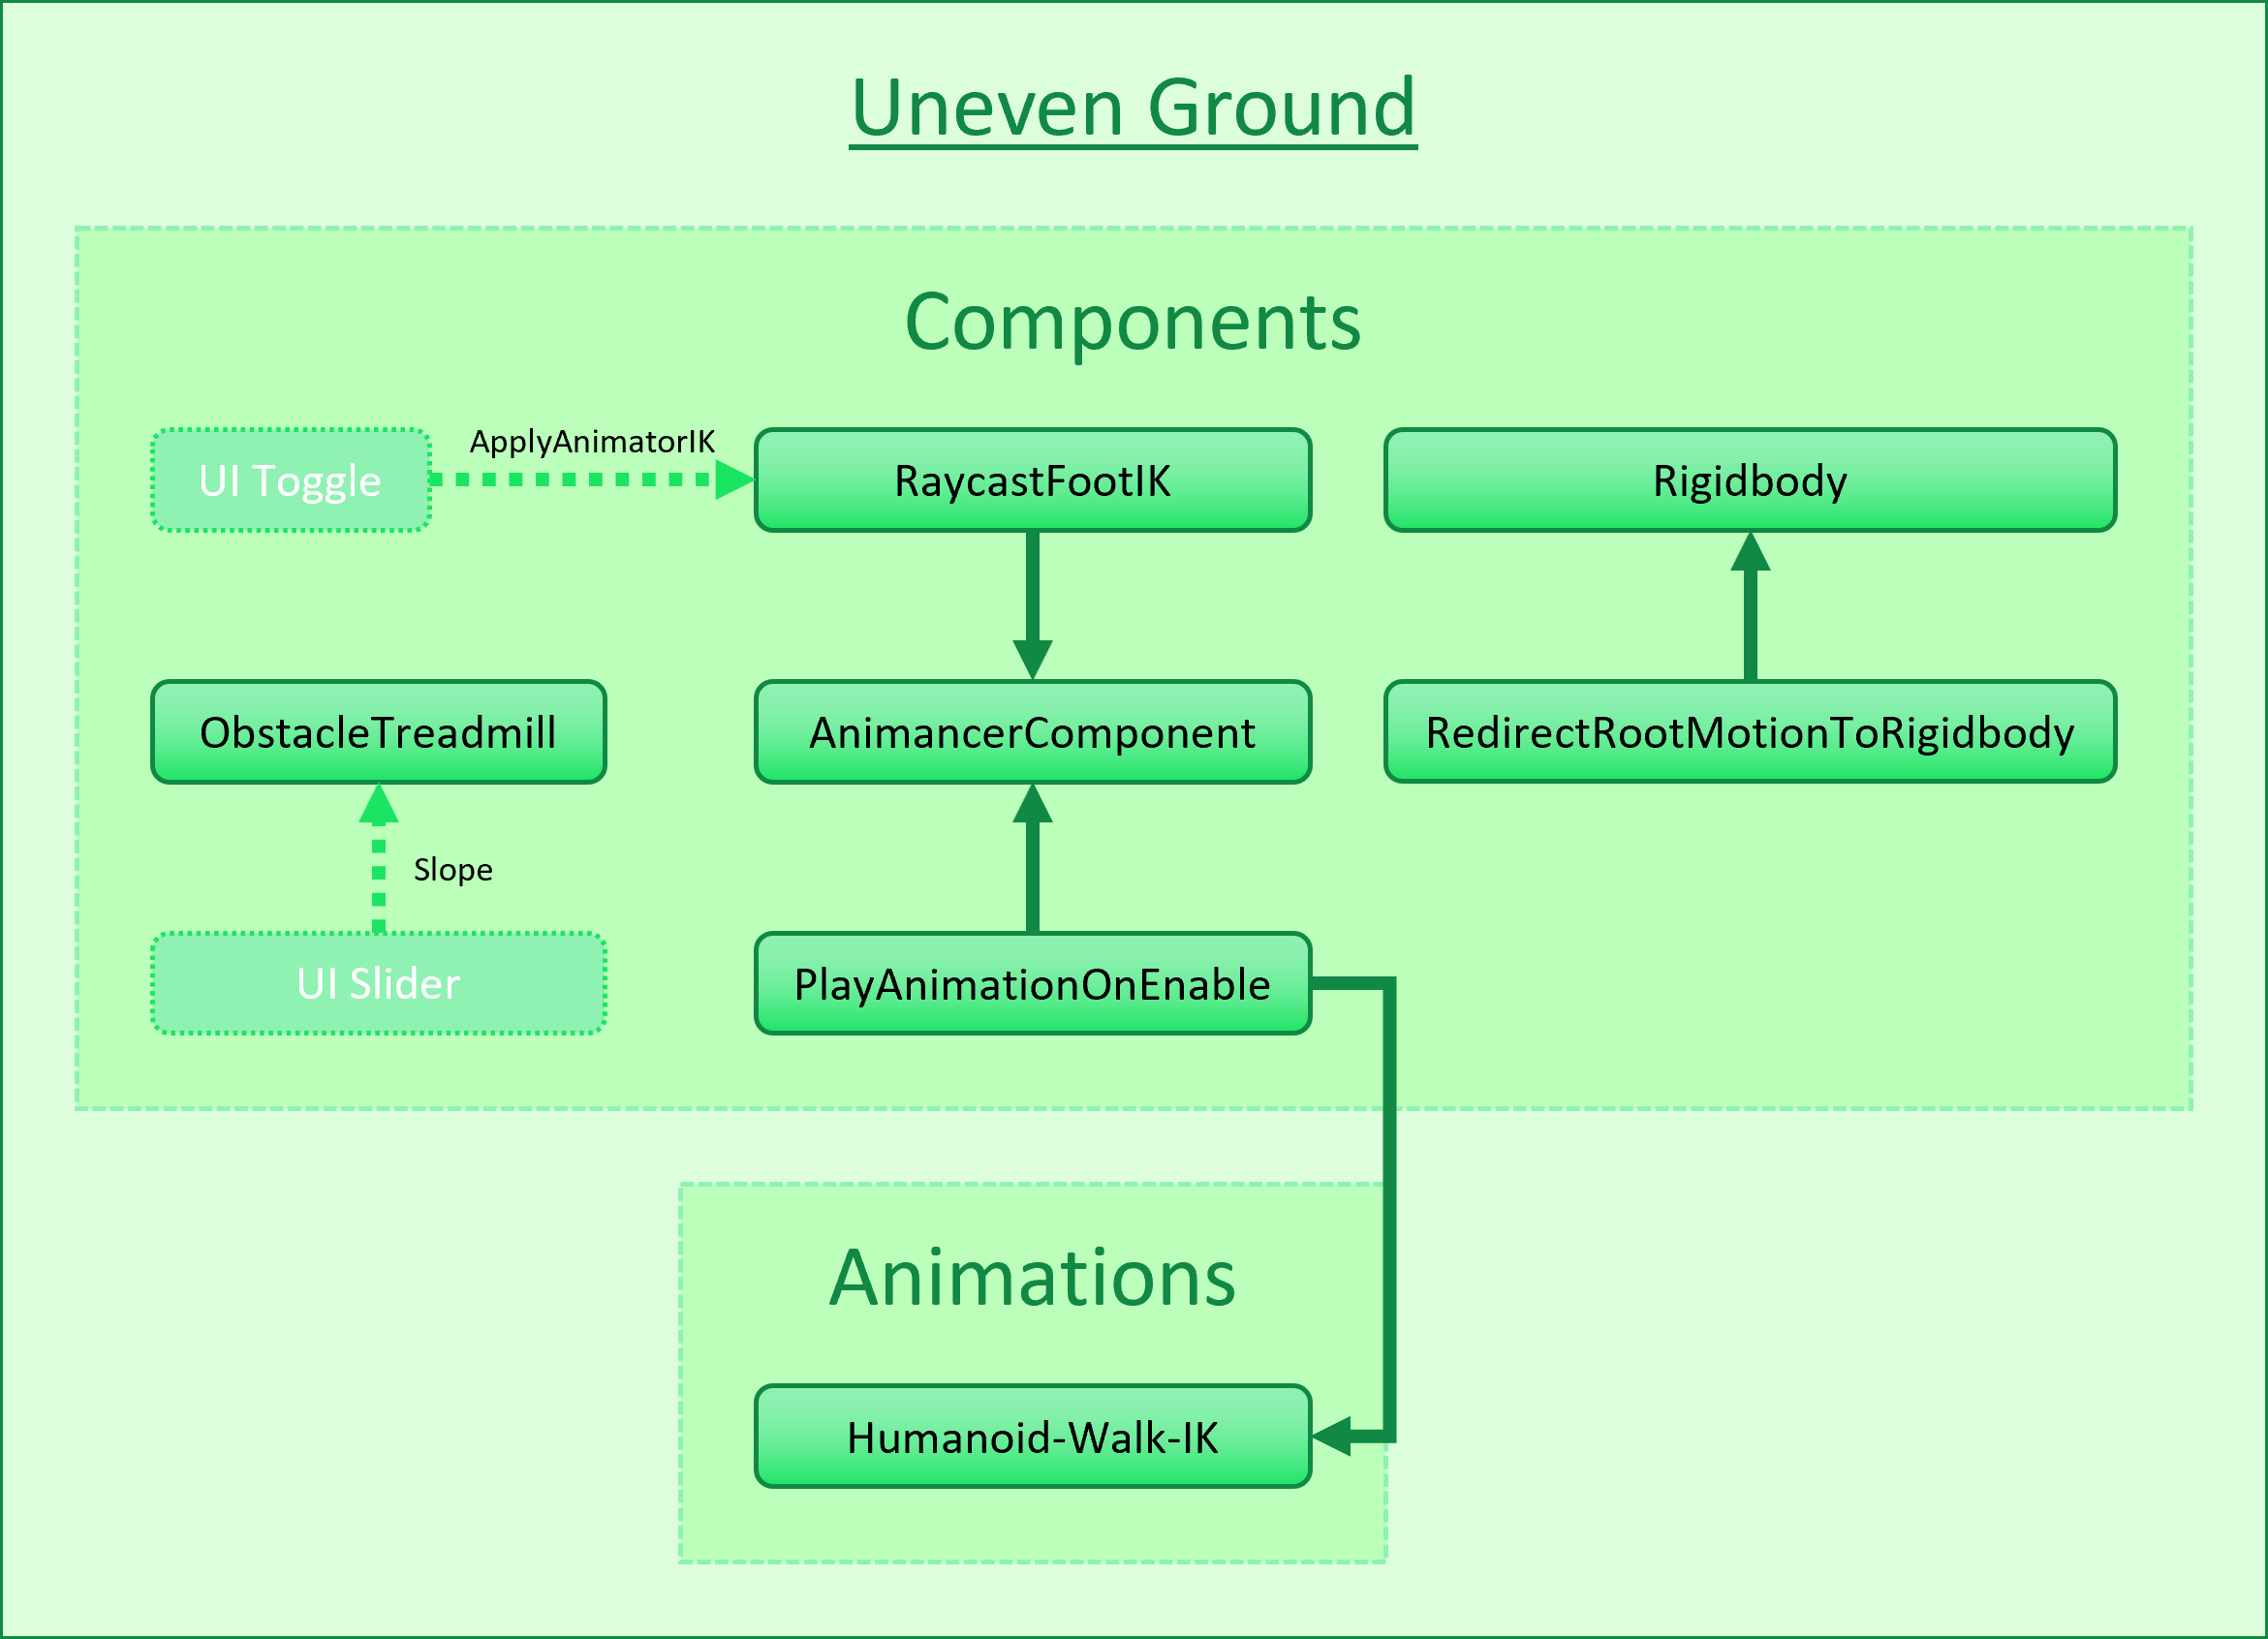 Uneven Ground
Components
UI Toggle
ApplyAnimatorIK
RaycastFootIK
Rigidbody
ObstacleTreadmill
AnimancerComponent
RedirectRootMotionToRigidbody
Slope
UI Slider
PlayAnimationOnEnable
Animations
Humanoid-Walk-IK